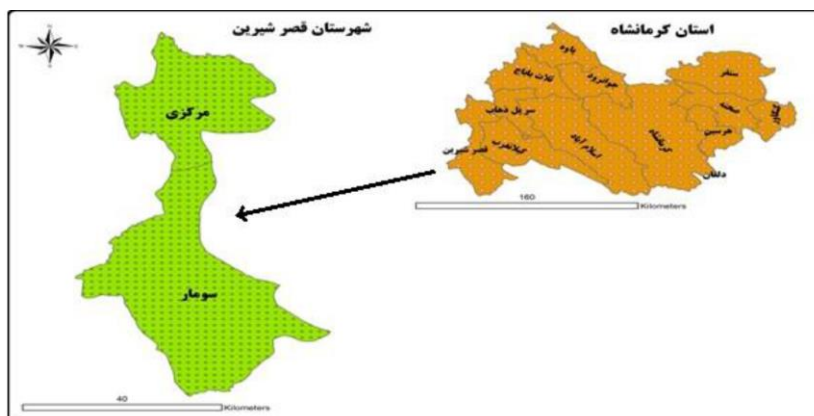 استان کرمانشاه
شهرستان قصر شیرین
پاوه
سنقر
ثلاث باباج
جوانرود
صحنه
کنگاور
سرپل ذهاب
هرسین
قصر شیرین
گیلانغرب
اسلام آباد
کرمانشاه
دلفان
160
Kilometers
مرکزی
سومار
40
Kilometers